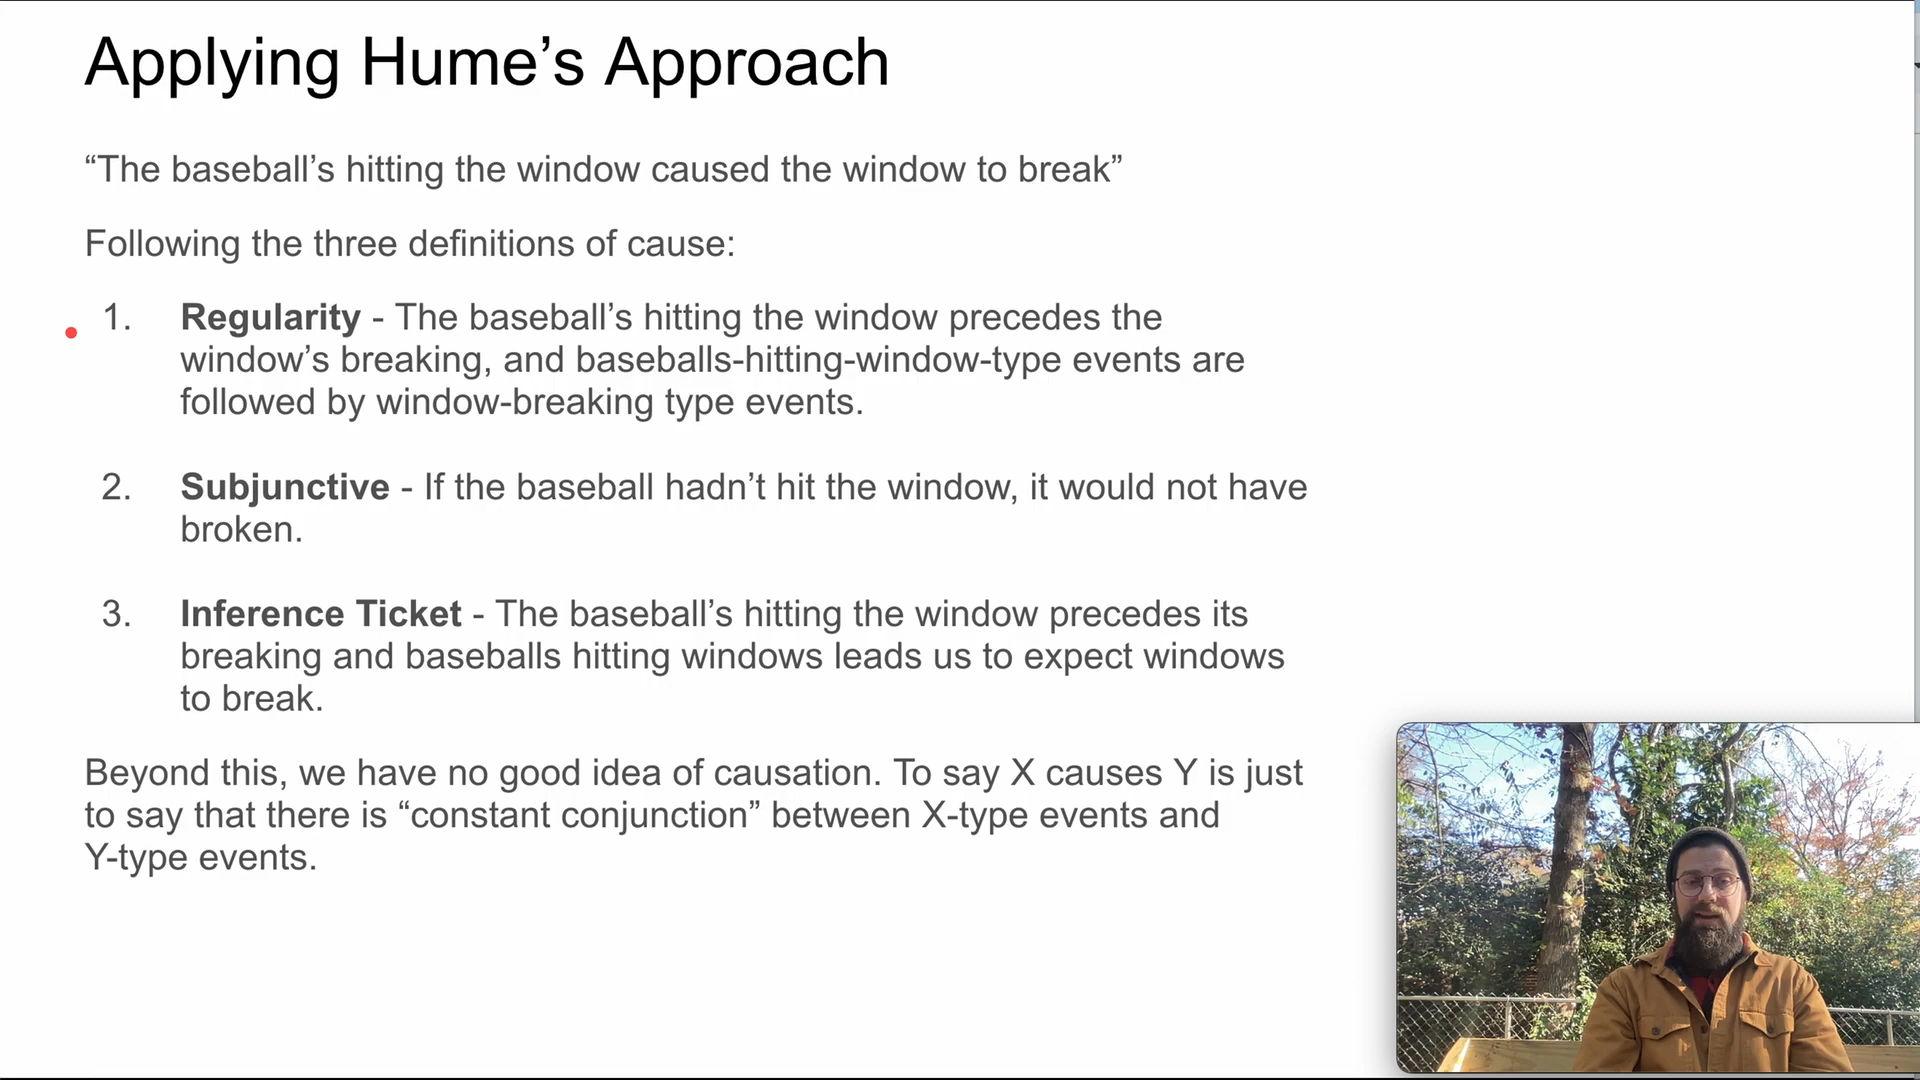 Applying Hume’s Approach
“The baseball’s hitting the window caused the window to break”
Following the three definitions of cause:
1. Regularity - The baseball’s hitting the window precedes the
window’s breaking, and baseballs-hitting-window-type events are
followed by window-breaking type events.
2. Subjunctive - If the baseball hadn’t hit the window, it would not have
broken.
3. Inference Ticket - The baseball’s hitting the window precedes its
breaking and baseballs hitting windows leads us to expect windows
to break.
Beyond this, we have no good idea of causation. To say X causes Y is just
to say that there is “constant conjunction” between X-type events and
Y-type events.